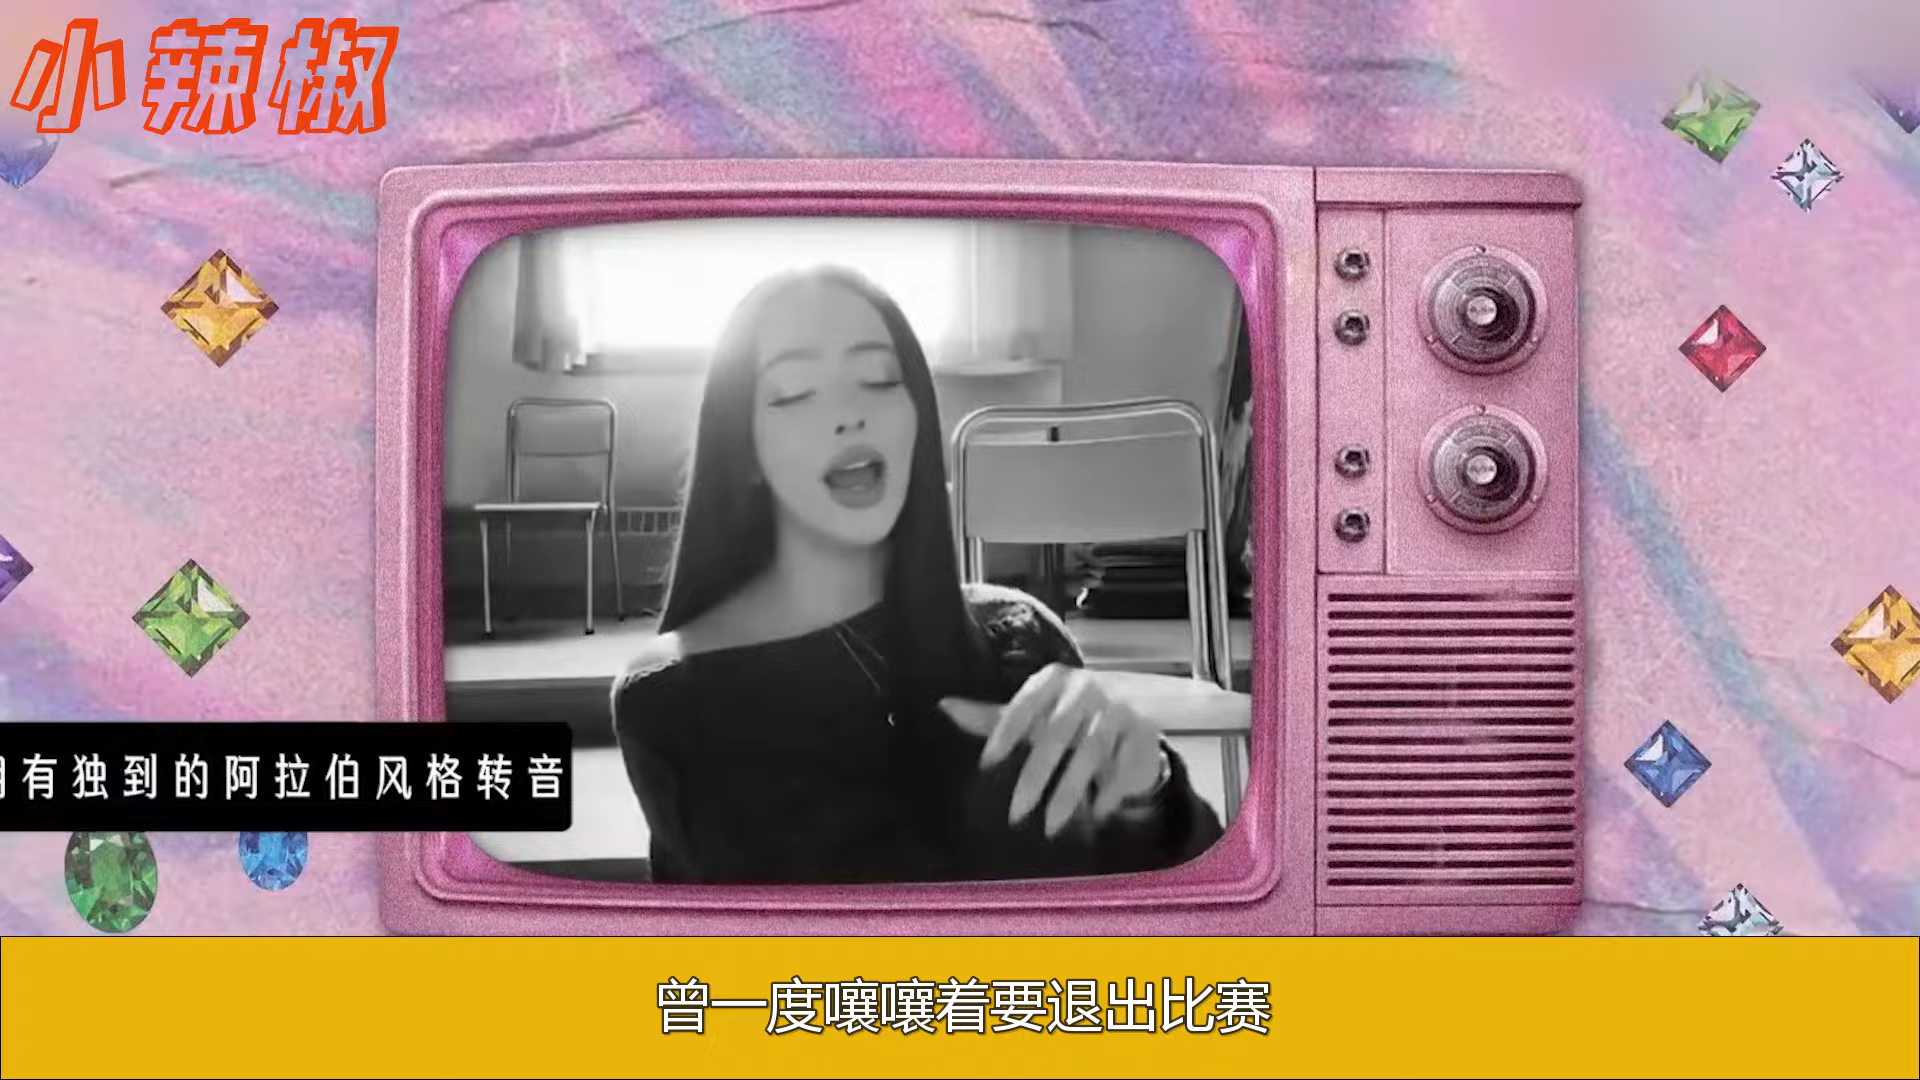 小辣椒
有独到的阿拉伯风格转音
曾一度嚷嚷着要退出比赛